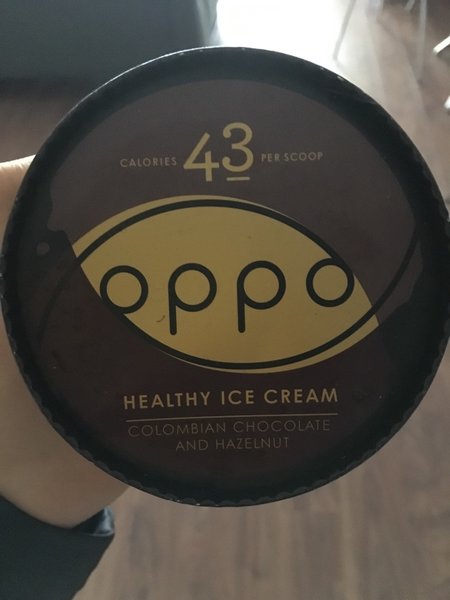 CALORIES 43 PER SCOOP
oppo
HEALTHY ICE CREAM
COLOMBIAN CHOCOLATE
AND HAZELNUT